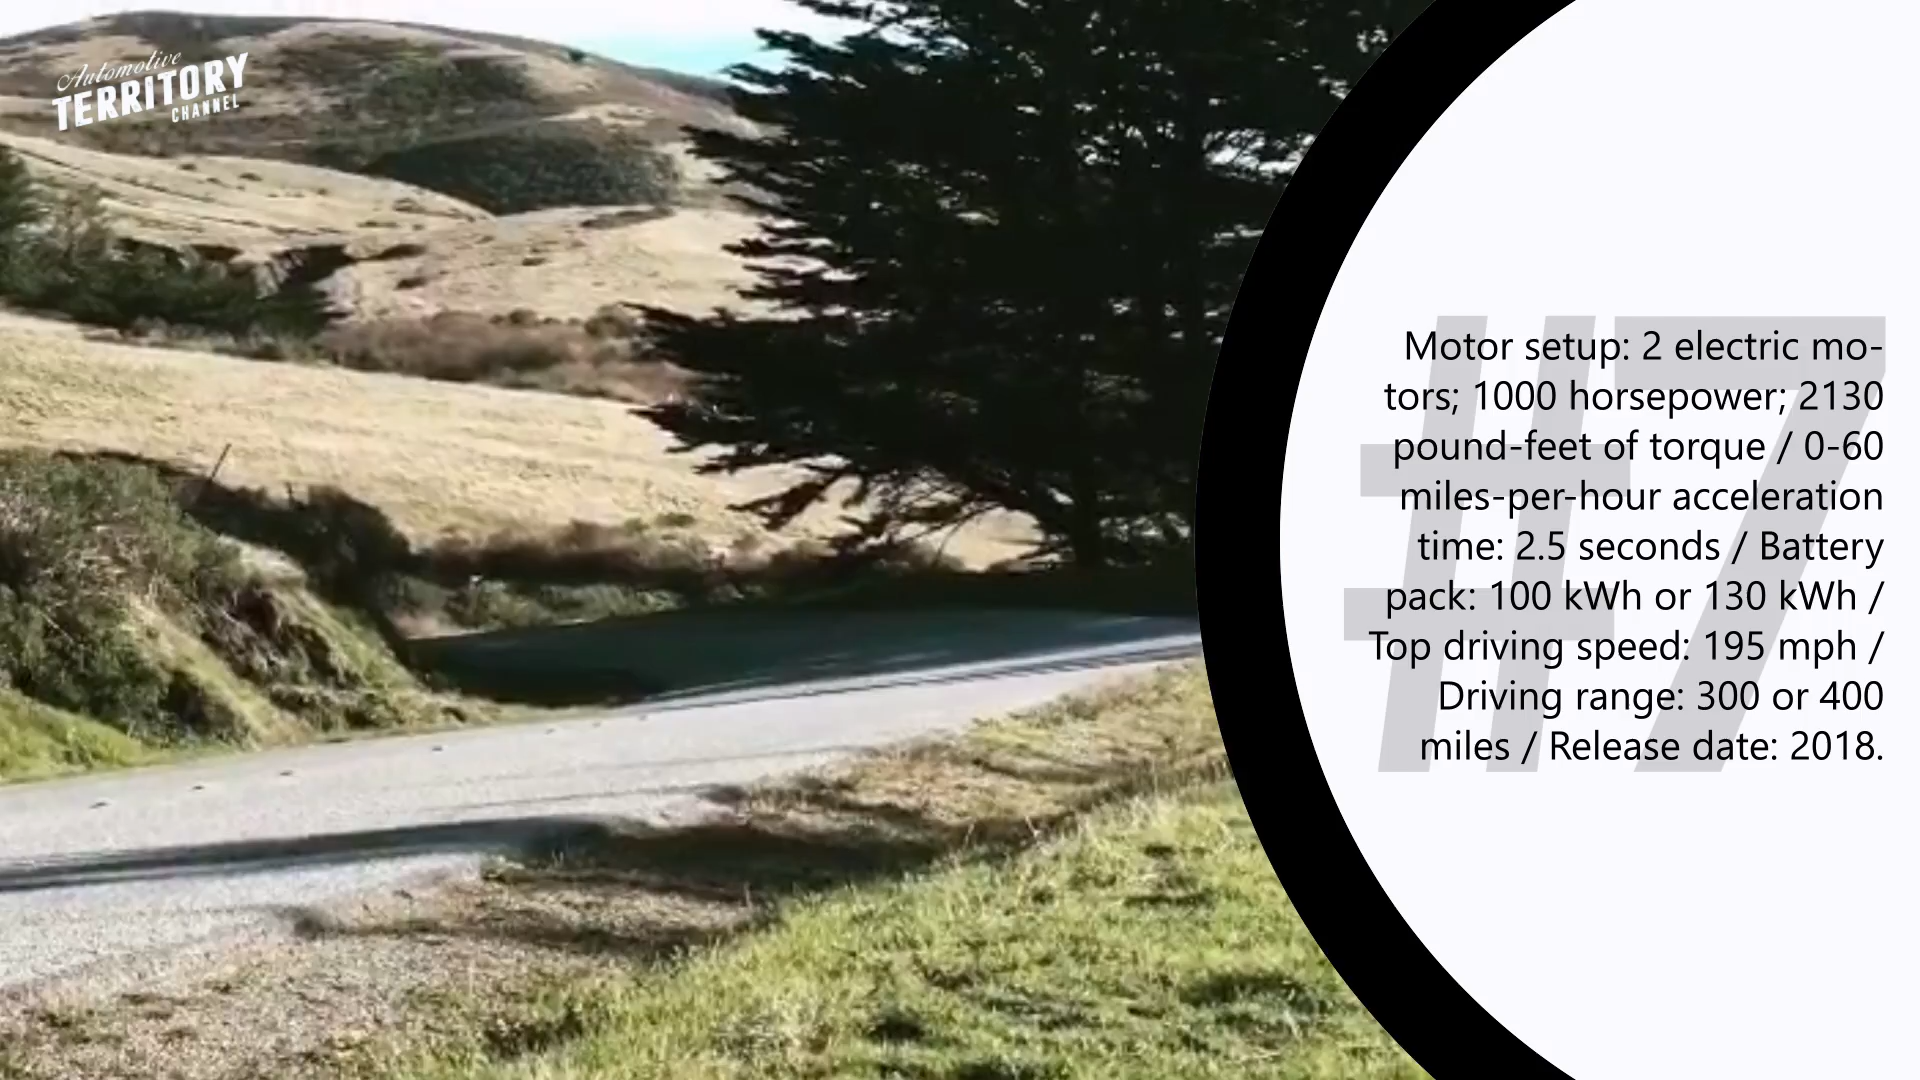 Automotive
TERRITORY
CHANNEL
#7
Motor setup: 2 electric mo-
tors; 1000 horsepower; 2130
pound-feet of torque / 0-60
miles-per-hour acceleration
time: 2.5 seconds / Battery
pack: 100 kWh or 130 kWh /
Top driving speed: 195 mph /
Driving range: 300 or 400
miles / Release date: 2018.